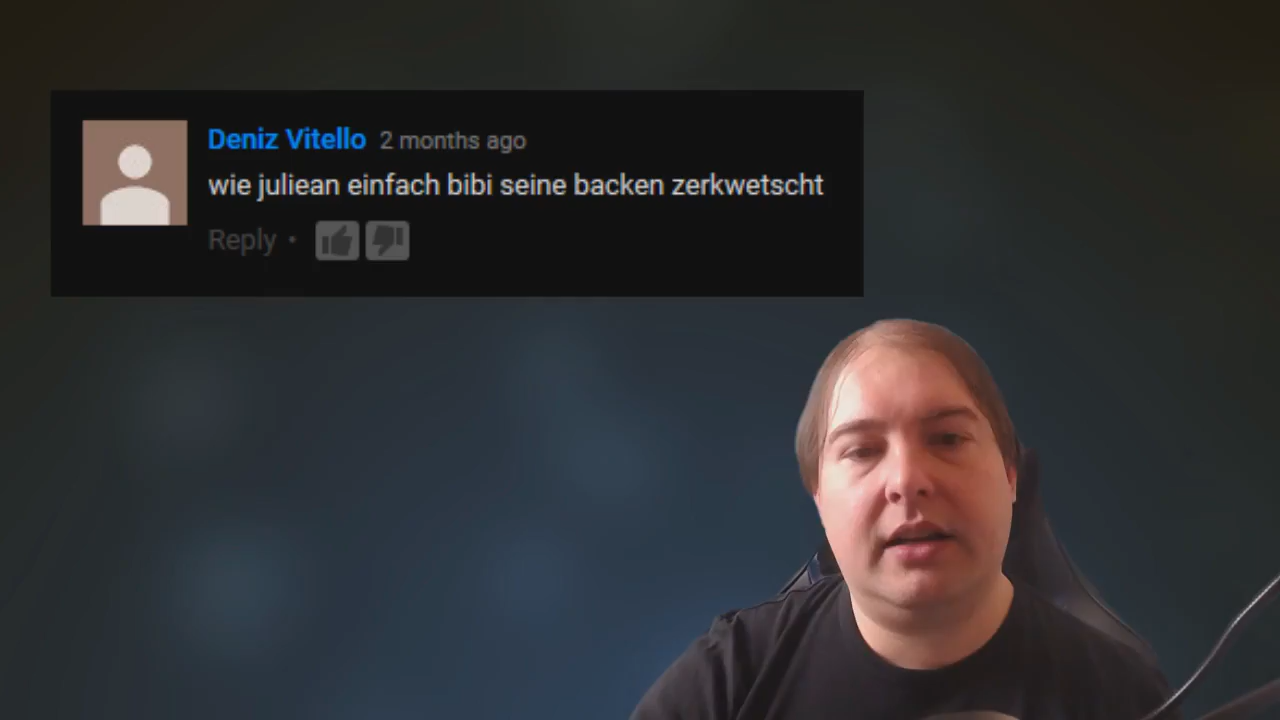 Deniz Vitello 2 months ago
wie juliean einfach bibi seine backen zerkwetscht
Reply •